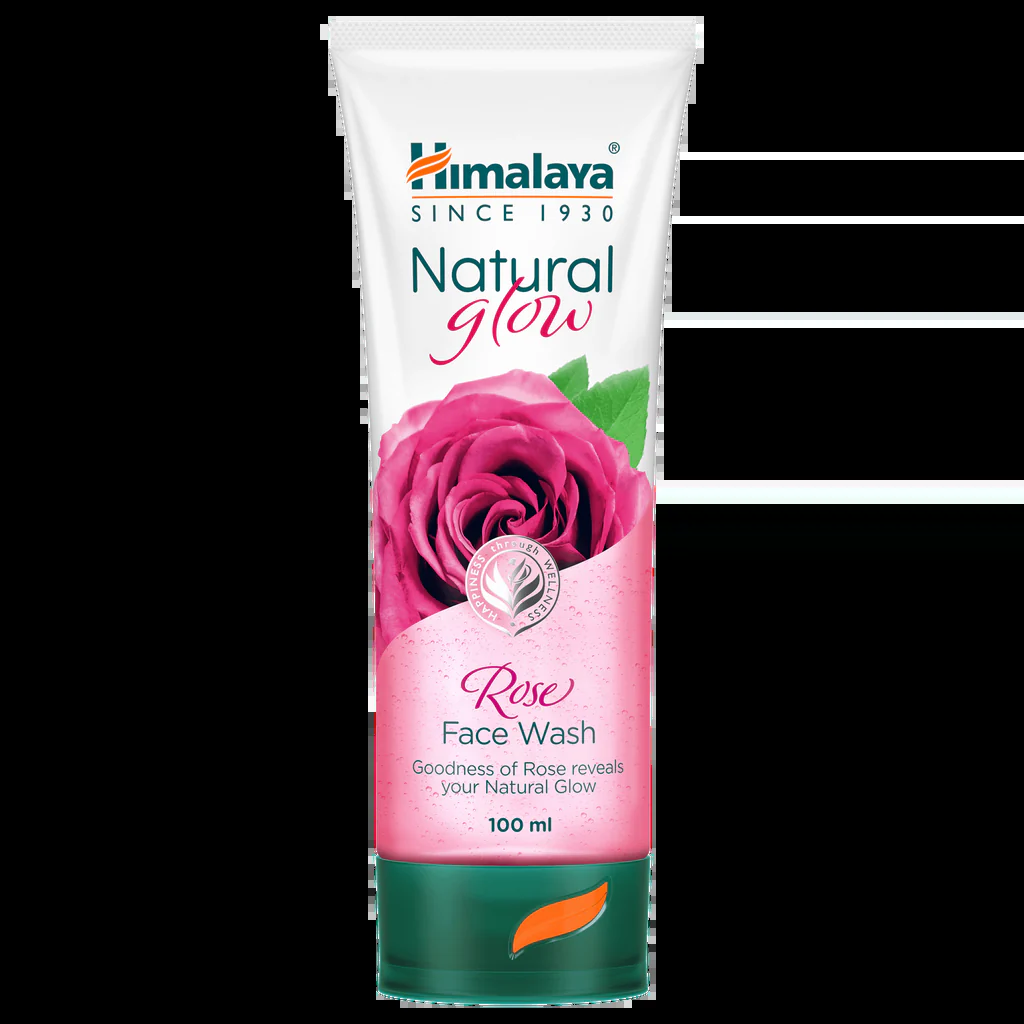 Himalaya®
SINCE 1930
Natural
glow
HAPPINESS through WELLNESS
Rose
Face Wash
Goodness of Rose reveals
your Natural Glow
100 ml